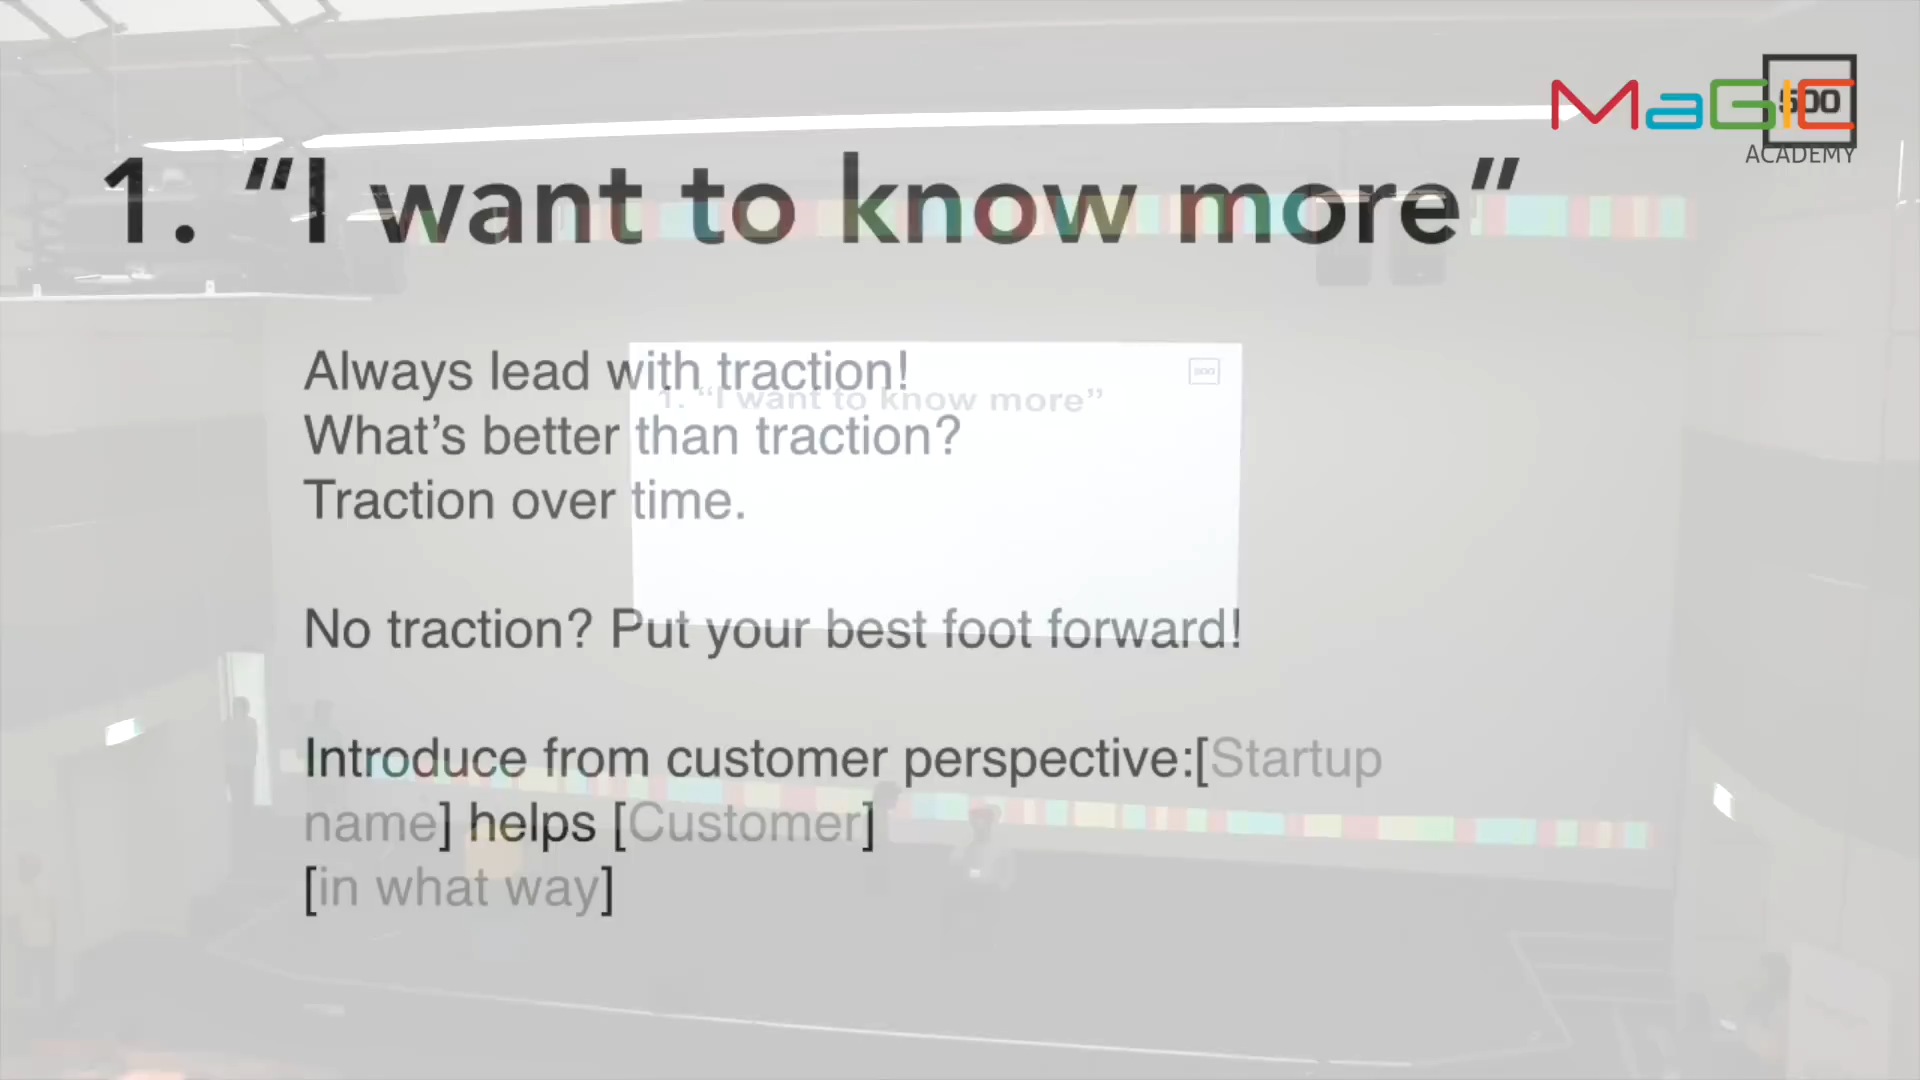 MaGIC
500
ACADEMY
1. “I want to know more”
Always lead with traction!
500
1. “I want to know more”
What’s better than traction?
Traction over time.
No traction? Put your best foot forward!
Introduce from customer perspective:[Startup
name] helps [Customer]
[in what way]